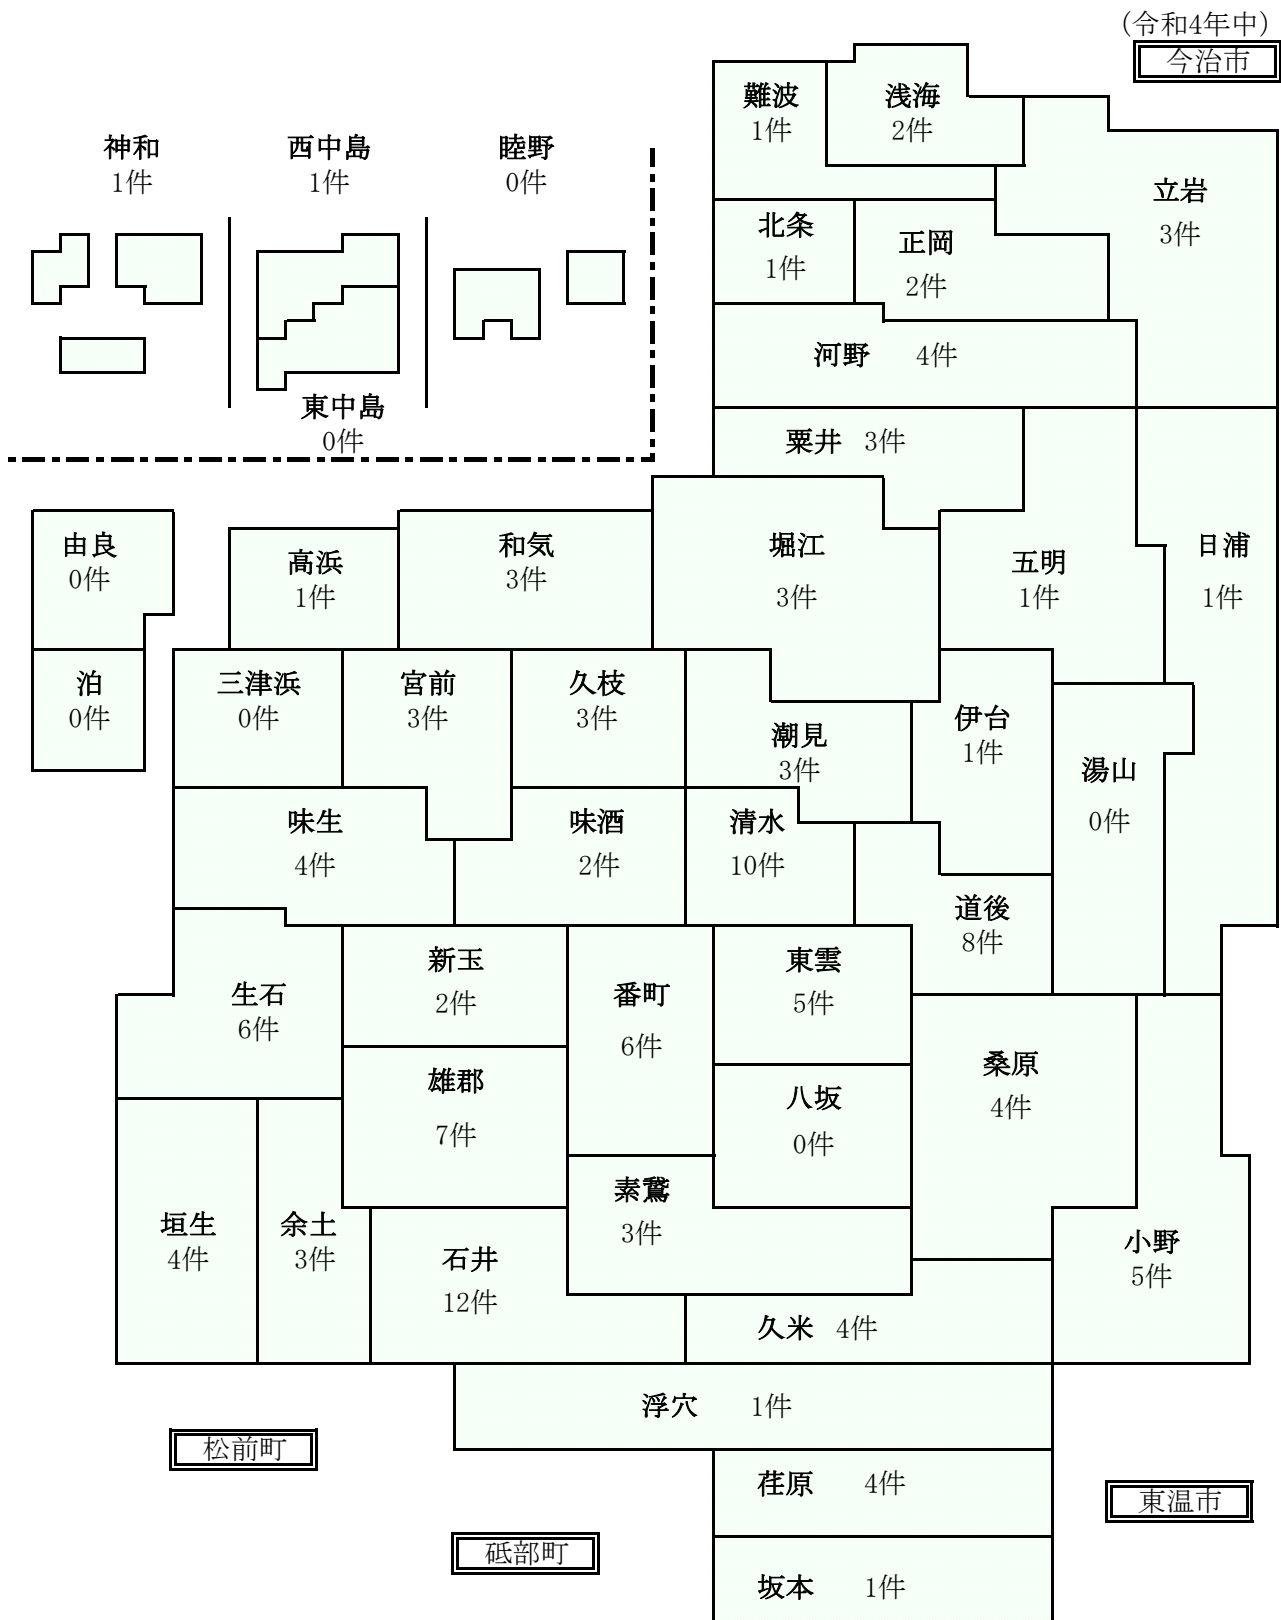 (令和4年中)
今治市
難波
1件
浅海
2件
神和
1件
西中島
1件
睦野
0件
立岩
3件
北条
1件
正岡
2件
河野 4件
東中島
0件
粟井 3件
由良
0件
高浜
1件
和気
3件
堀江
3件
五明
1件
日浦
1件
泊
0件
三津浜
0件
宮前
3件
久枝
3件
潮見
3件
伊台
1件
湯山
0件
味生
4件
味酒
2件
清水
10件
道後
8件
生石
6件
新玉
2件
番町
6件
東雲
5件
桑原
4件
雄郡
7件
八坂
0件
素鵞
3件
垣生
4件
余土
3件
石井
12件
小野
5件
久米 4件
浮穴 1件
松前町
荏原 4件
東温市
砥部町
坂本 1件